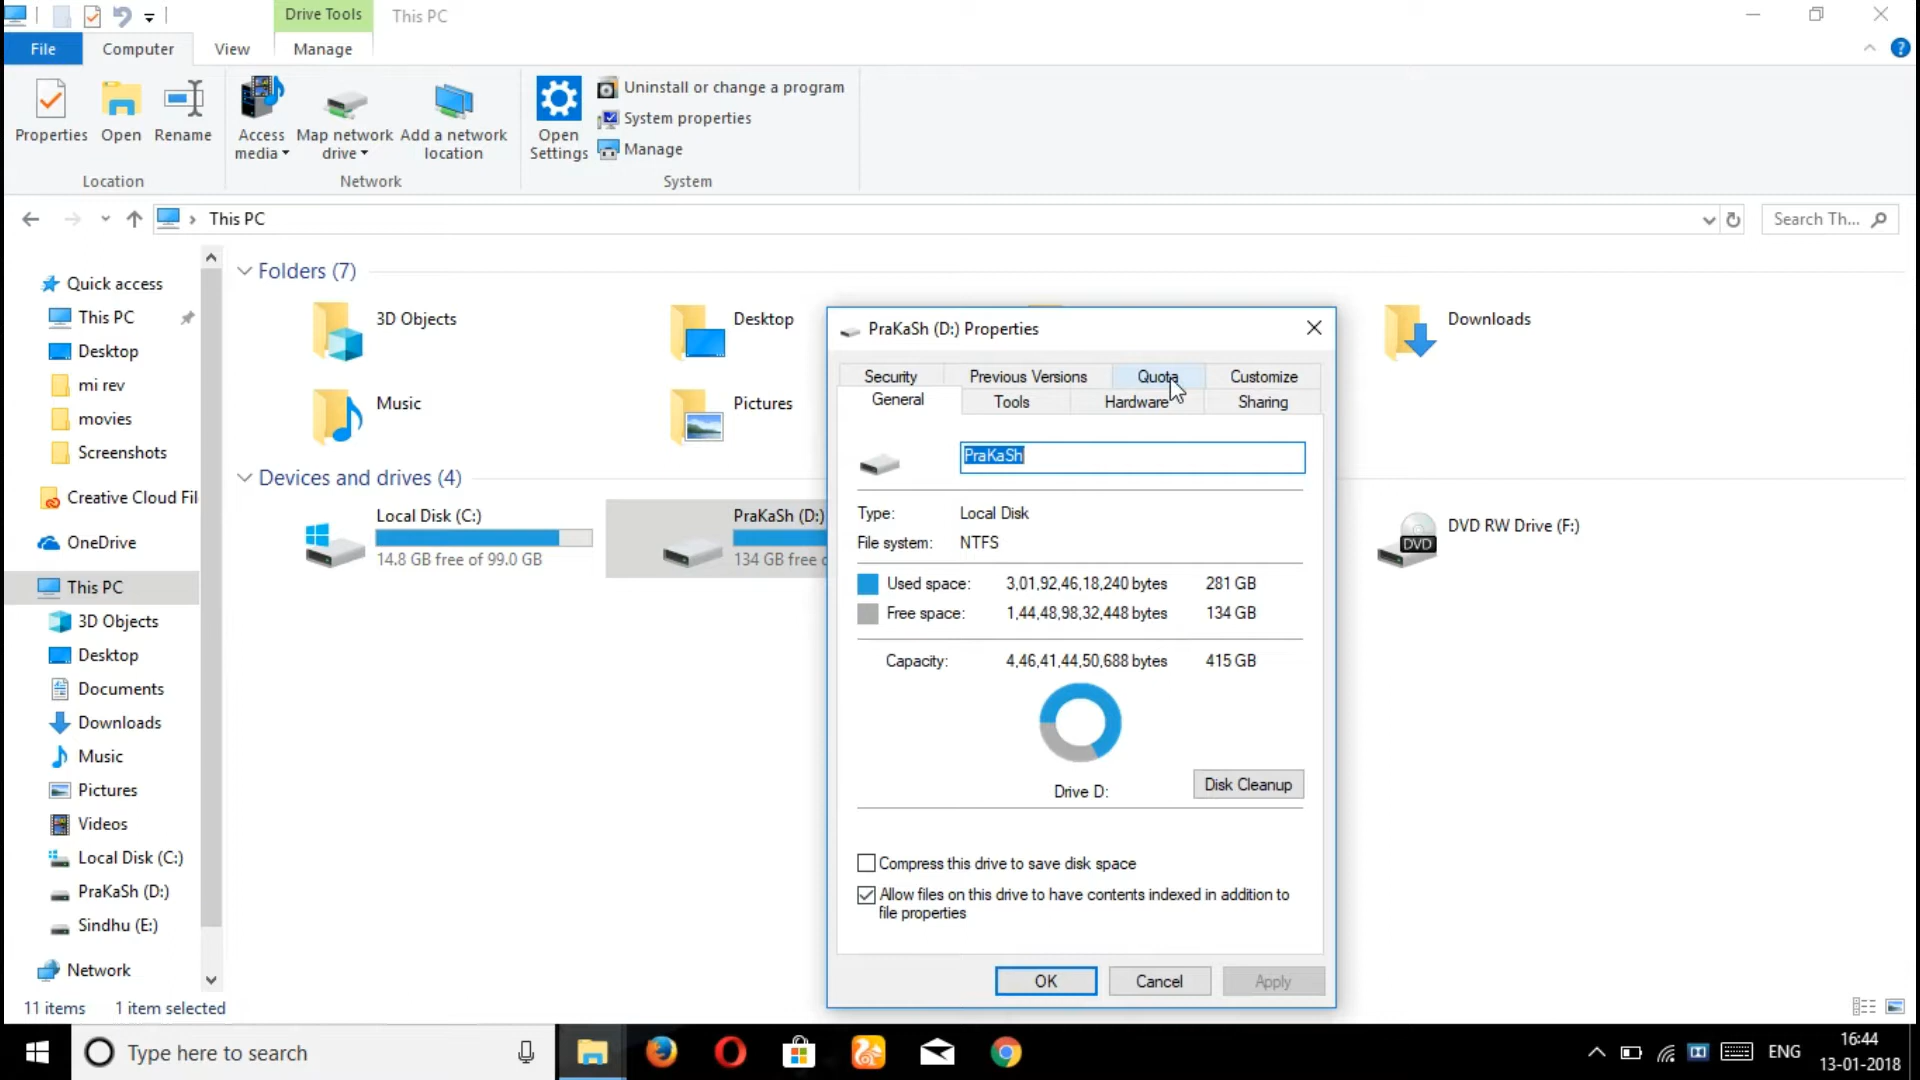 Drive Tools
This PC
File
Computer
View
Manage
Properties
Open
Rename
Access
media
Map network
drive
Add a network
location
Open
Settings
Uninstall or change a program
System properties
Manage
Location
Network
System
This PC
Search Th...
Quick access
This PC
Desktop
mi rev
movies
Screenshots
Creative Cloud Fil
OneDrive
This PC
3D Objects
Desktop
Documents
Downloads
Music
Pictures
Videos
Local Disk (C:)
PraKaSh (D:)
Sindhu (E:)
Network
Folders (7)
3D Objects
Desktop
Downloads
Music
Pictures
Devices and drives (4)
Local Disk (C:)
14.8 GB free of 99.0 GB
PraKaSh (D:)
134 GB free o
DVD RW Drive (F:)
DVD
PraKaSh (D:) Properties
Security
Previous Versions
Quota
Customize
General
Tools
Hardware
Sharing
PraKaSh
Type: Local Disk
File system: NTFS
Used space: 3,01,92,46,18,240 bytes 281 GB
Free space: 1,44,48,98,32,448 bytes 134 GB
Capacity: 4,46,41,44,50,688 bytes 415 GB
Drive D:
Disk Cleanup
Compress this drive to save disk space
Allow files on this drive to have contents indexed in addition to
file properties
OK
Cancel
Apply
11 items
1 item selected
Type here to search
ENG
16:44
13-01-2018